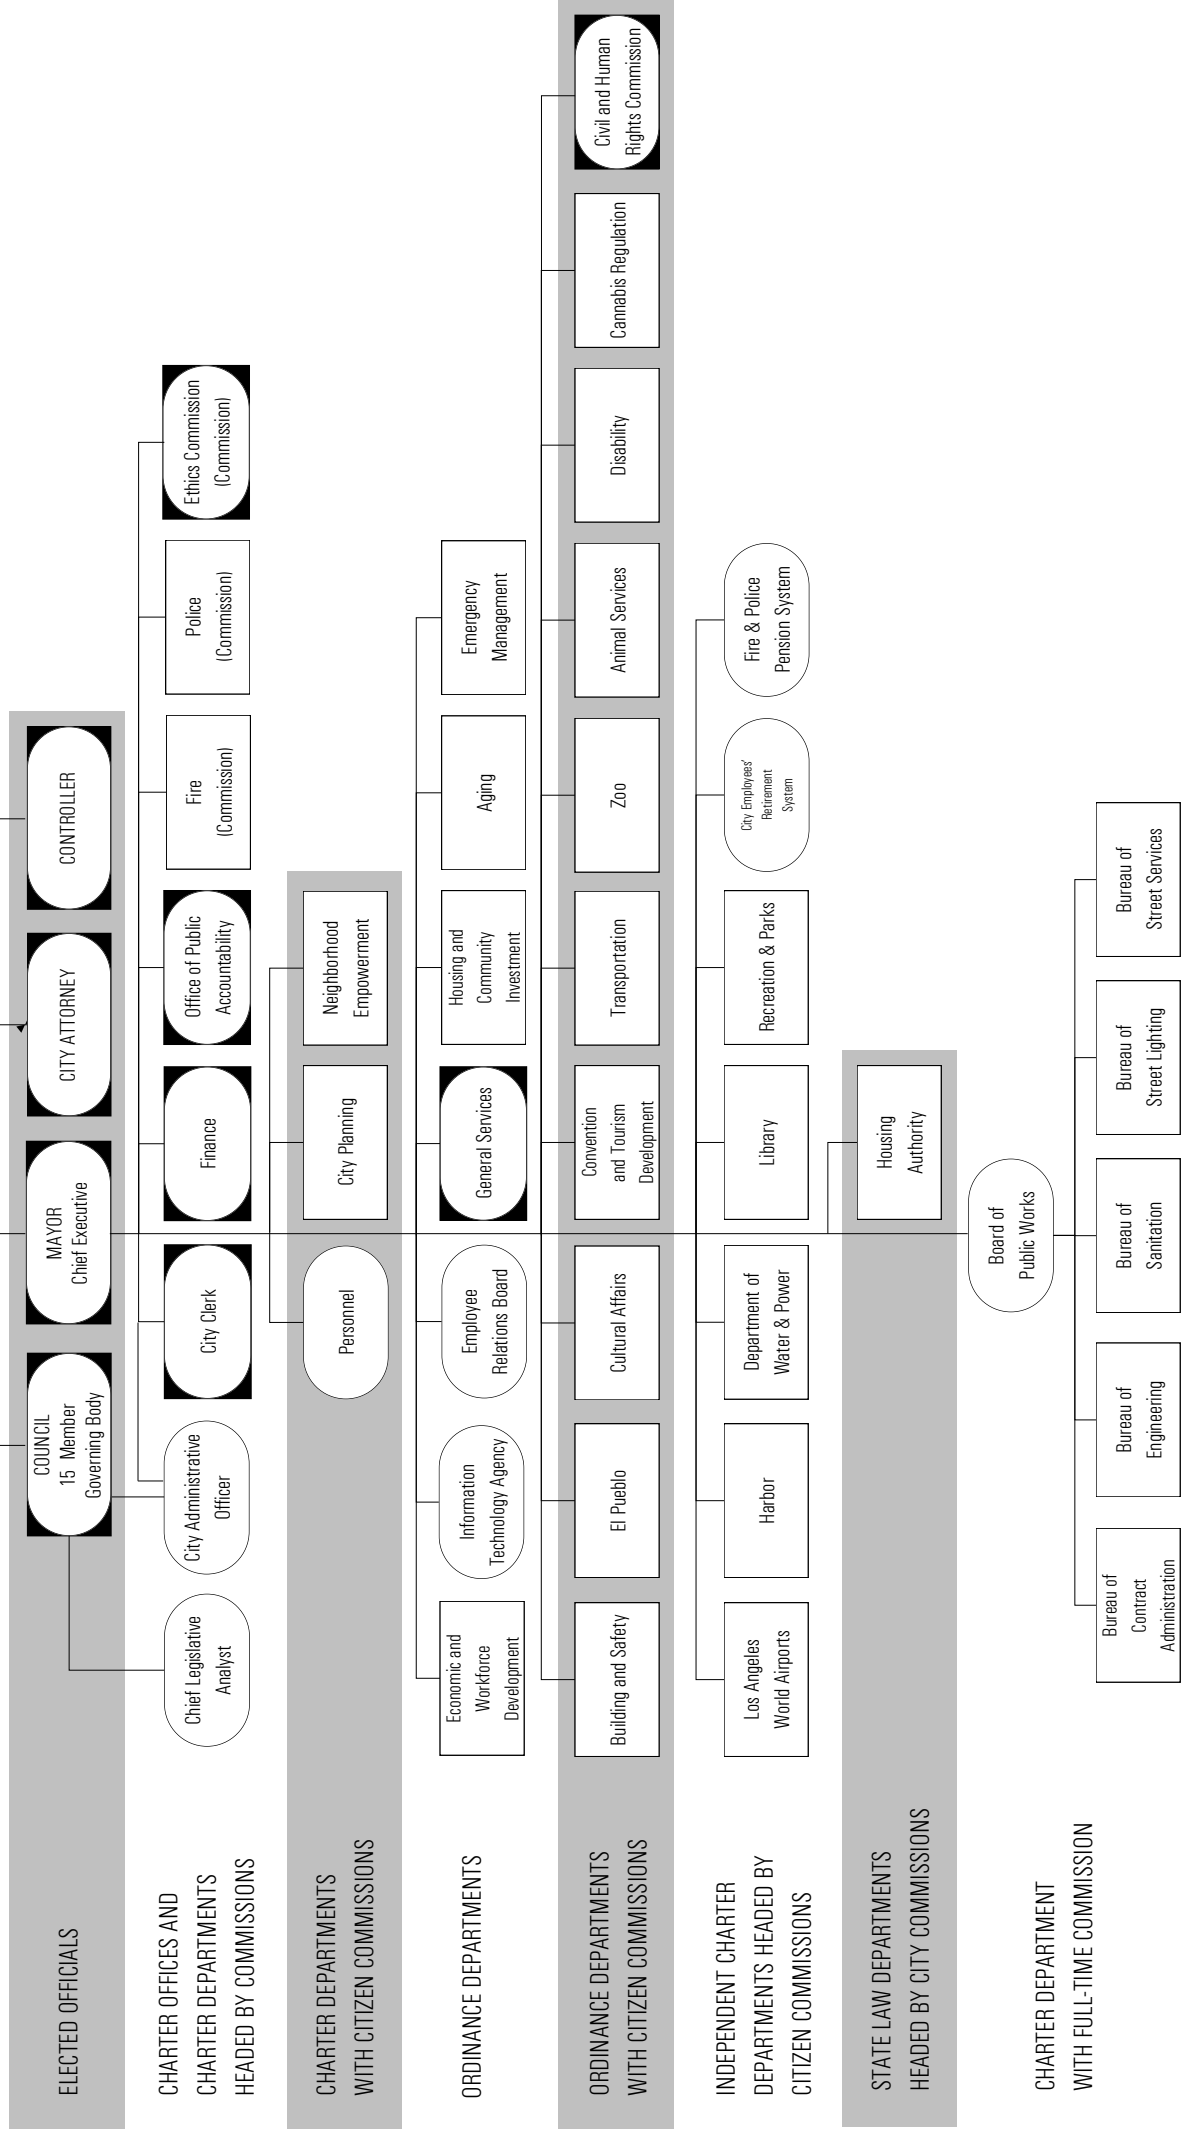 ELECTED OFFICIALS
COUNCIL
15 Member
Governing Body
MAYOR
Chief Executive
CITY ATTORNEY
CONTROLLER
CHARTER OFFICES AND
CHARTER DEPARTMENTS
HEADED BY COMMISSIONS
Chief Legislative
Analyst
City Administrative
Officer
City Clerk
Finance
Office of Public
Accountability
Fire
(Commission)
Police
(Commission)
Ethics Commission
(Commission)
CHARTER DEPARTMENTS
WITH CITIZEN COMMISSIONS
Personnel
City Planning
Neighborhood
Empowerment
ORDINANCE DEPARTMENTS
Economic and
Workforce
Development
Information
Technology Agency
Employee
Relations Board
General Services
Housing and
Community
Investment
Aging
Emergency
Management
ORDINANCE DEPARTMENTS
WITH CITIZEN COMMISSIONS
Building and Safety
El Pueblo
Cultural Affairs
Convention
and Tourism
Development
Transportation
Zoo
Animal Services
Disability
Cannabis Regulation
Civil and Human
Rights Commission
INDEPENDENT CHARTER
DEPARTMENTS HEADED BY
CITIZEN COMMISSIONS
Los Angeles
World Airports
Harbor
Department of
Water & Power
Library
Recreation & Parks
City Employees'
Retirement
System
Fire & Police
Pension System
STATE LAW DEPARTMENTS
HEADED BY CITY COMMISSIONS
Housing
Authority
CHARTER DEPARTMENT
WITH FULL-TIME COMMISSION
Board of
Public Works
Bureau of
Contract
Administration
Bureau of
Engineering
Bureau of
Sanitation
Bureau of
Street Lighting
Bureau of
Street Services